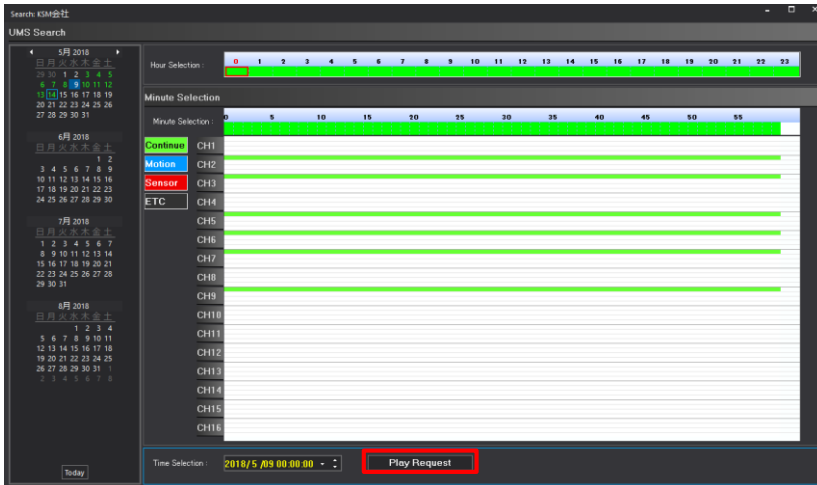 Search: KSM会社
UMS Search
5月 2018
日 月 火 水 木 金 土
29 30 1 2 3 4 5
6 7 8 9 10 11 12
13 14 15 16 17 18 19
20 21 22 23 24 25 26
27 28 29 30 31
6月 2018
日 月 火 水 木 金 土
1 2
3 4 5 6 7 8 9
10 11 12 13 14 15 16
17 18 19 20 21 22 23
24 25 26 27 28 29 30
7月 2018
日 月 火 水 木 金 土
1 2 3 4 5 6 7
8 9 10 11 12 13 14
15 16 17 18 19 20 21
22 23 24 25 26 27 28
29 30 31
8月 2018
日 月 火 水 木 金 土
1 2 3 4
5 6 7 8 9 10 11
12 13 14 15 16 17 18
19 20 21 22 23 24 25
26 27 28 29 30 31 1
2 3 4 5 6 7 8
Today
Hour Selection :
0 1 2 3 4 5 6 7 8 9 10 11 12 13 14 15 16 17 18 19 20 21 22 23
Minute Selection
Minute Selection :
0 5 10 15 20 25 30 35 40 45 50 55
Continue CH1
Motion CH2
Sensor CH3
ETC CH4
CH5
CH6
CH7
CH8
CH9
CH10
CH11
CH12
CH13
CH14
CH15
CH16
Time Selection :
2018/ 5 /09 00:00:00
Play Request